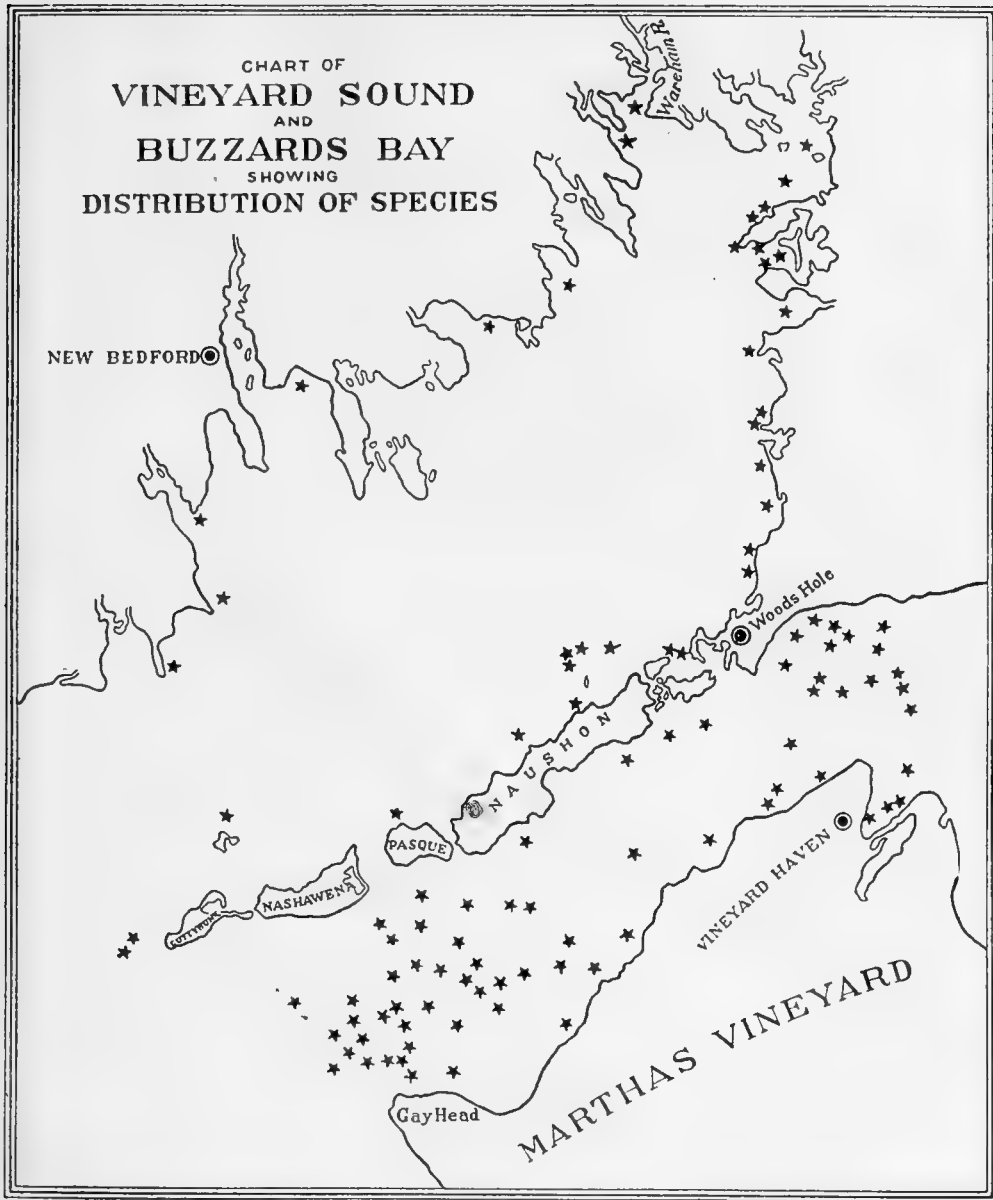 CHART OF
VINEYARD SOUND
AND
BUZZARDS BAY
SHOWING
DISTRIBUTION OF SPECIES
Wareham R
NEW BEDFORD
Woods Hole
NAUSHON
PASQUE
NASHAWENA
CUTTYHUNK
VINEYARD HAVEN
MARTHAS VINEYARD
Gay Head